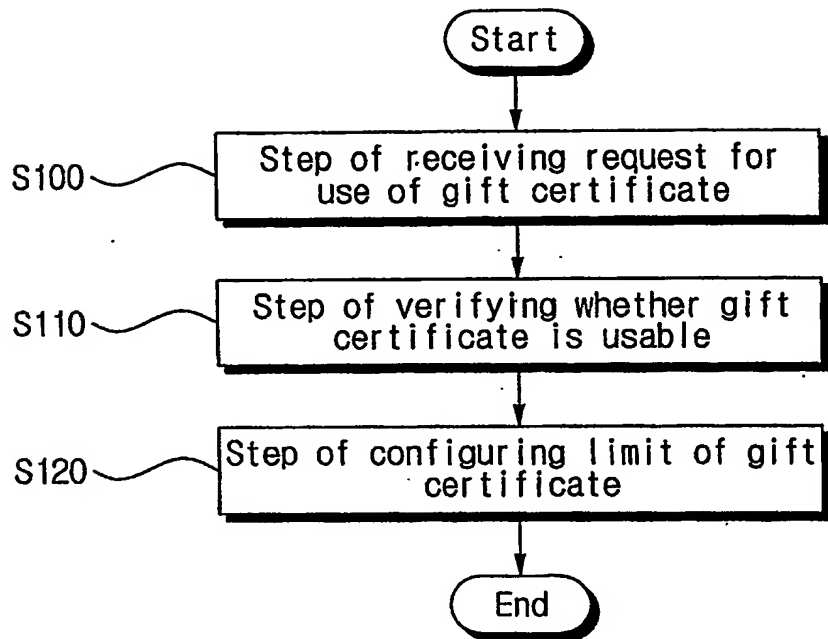 Start
S100
Step of receiving request for
use of gift certificate
S110
Step of verifying whether gift
certificate is usable
S120
Step of configuring limit of gift
certificate
End